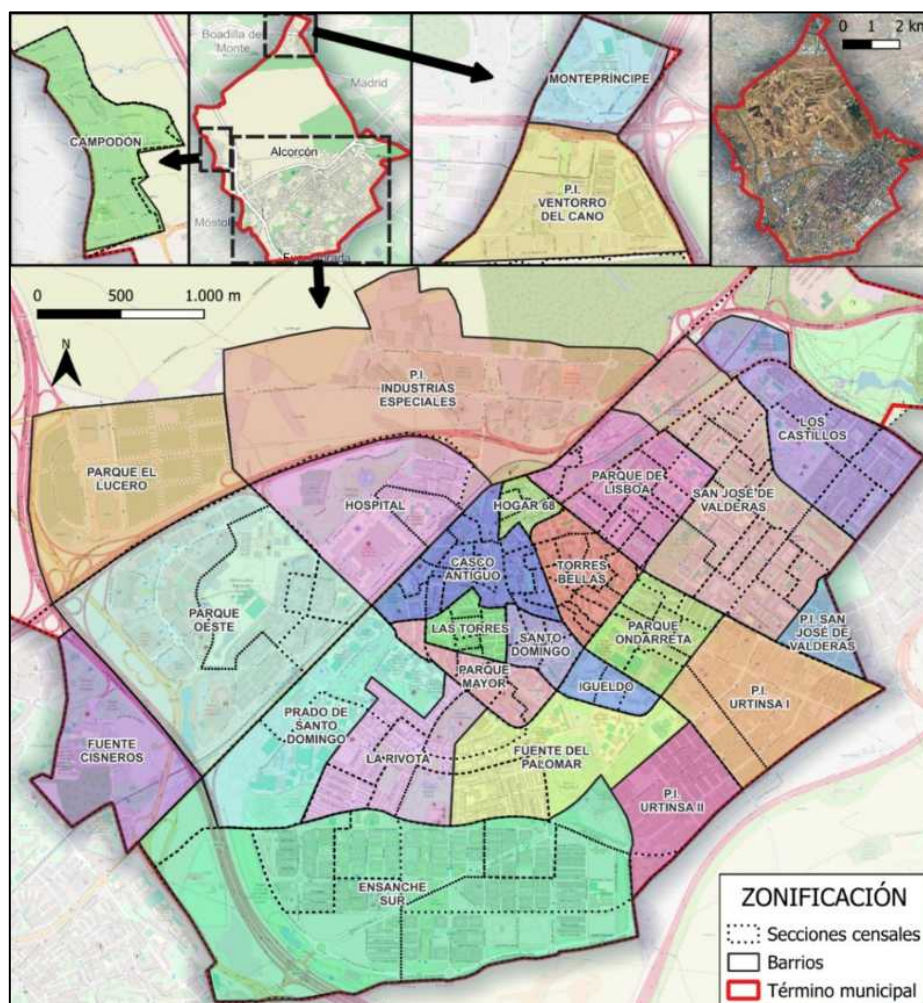 Boadilla de
Monte
Madrid
Alcorcón
CAMPODÓN
MONTEPRÍNCIPE
P.I.
VENTORRO
DEL CANO
0 1 2 km
0 500 1.000 m
N
P.I.
INDUSTRIAS
ESPECIALES
PARQUE EL
LUCERO
HOSPITAL
HOGAR 68
PARQUE DE
LISBOA
SAN JOSÉ DE
VALDERAS
LOS
CASTILLOS
CASCO
ANTIGUO
TORRES
BELLAS
PARQUE
OESTE
LAS TORRES
SANTO
DOMINGO
PARQUE
ONDARRETA
P.I. SAN
JOSÉ DE
VALDERAS
PARQUE
MAYOR
IGUELDO
P.I.
URTINSA I
PRADO DE
SANTO
DOMINGO
FUENTE
CISNEROS
LA RIVOTA
FUENTE DEL
PALOMAR
P.I.
URTINSA II
ENSANCHE
SUR
ZONIFICACIÓN
Secciones censales
Barrios
Término municipal